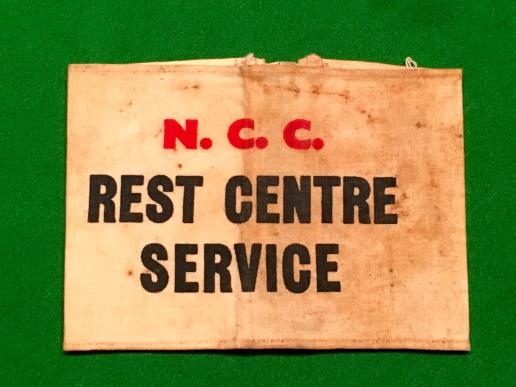 N. C. C.
REST CENTRE
SERVICE